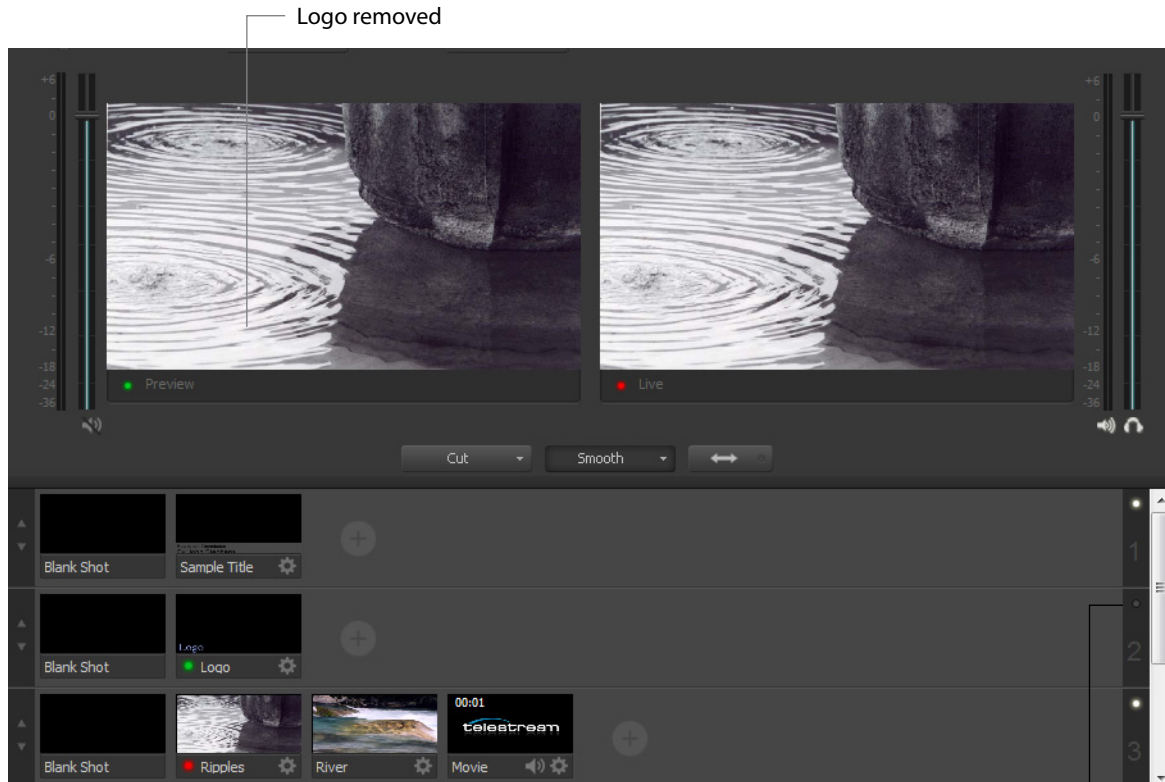 Logo removed
+6
0
-6
-12
-18
-24
-36
+6
0
-6
-12
-18
-24
-36
Preview
Live
Cut
Smooth
1
Blank Shot
Sample Title
2
Logo
Blank Shot
Logo
3
00:01
telestream
Blank Shot
Ripples
River
Movie